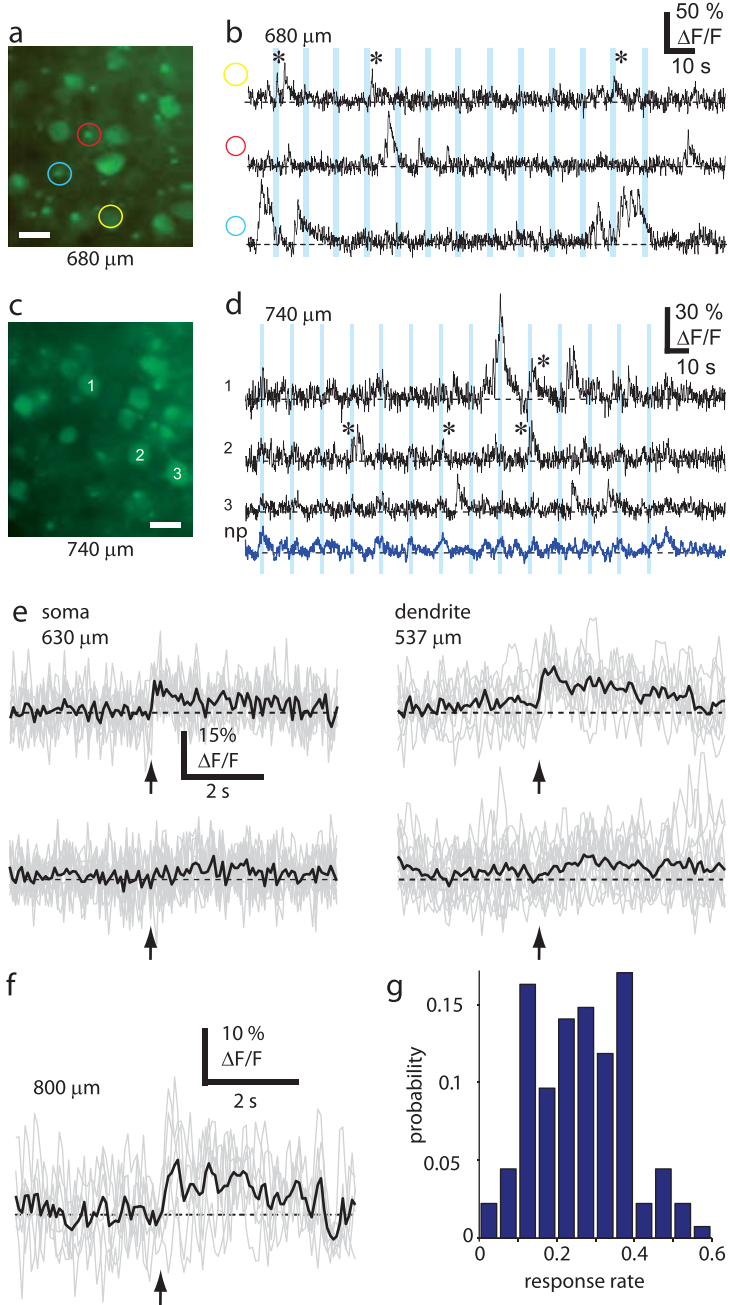 a
680 µm
b
680 µm
50 %
ΔF/F
10 s
*
*
*
c
1
2
3
740 µm
d
740 µm
30 %
ΔF/F
10 s
1
*
2
*
*
*
3
np
e
soma
630 µm
15%
ΔF/F
2 s
dendrite
537 µm
f
800 µm
10 %
ΔF/F
2 s
g
probability
0.15
0.1
0.05
0
0
0.2
0.4
0.6
response rate